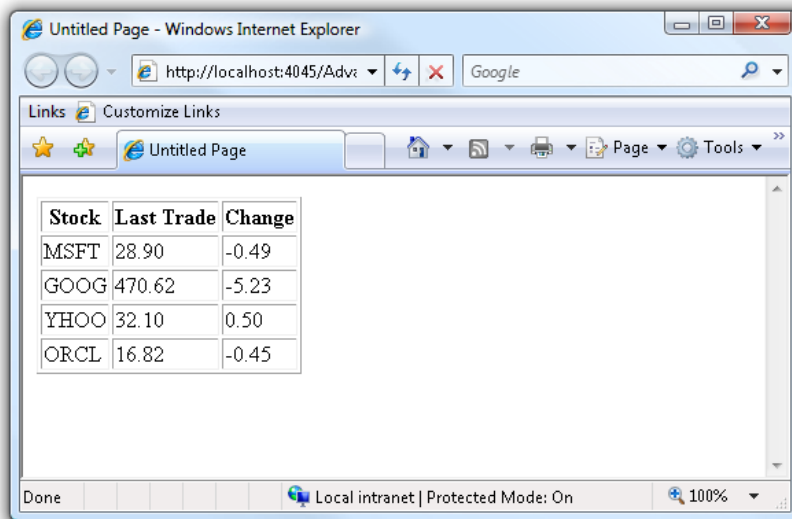 Untitled Page - Windows Internet Explorer
http://localhost:4045/Adva Google
Links Customize Links
Untitled Page Page Tools »
Stock Last Trade Change
MSFT 28.90 -0.49
GOOG 470.62 -5.23
YHOO 32.10 0.50
ORCL 16.82 -0.45
Done Local intranet | Protected Mode: On 100%